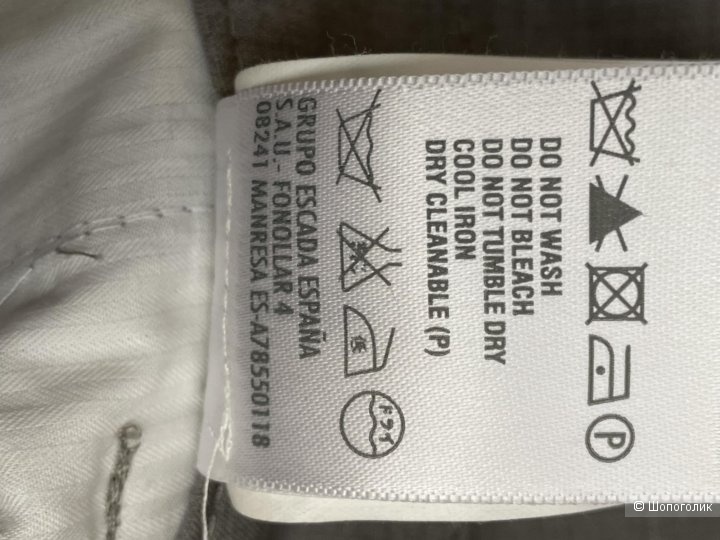 DO NOT WASH
DO NOT BLEACH
DO NOT TUMBLE DRY
COOL IRON
DRY CLEANABLE (P)
P
ドライ
GRUPO ESCADA ESPAÑA
S.A.U.- FONOLLAR 4
08241 MANRESA ES-A78550118
© Шопоголик